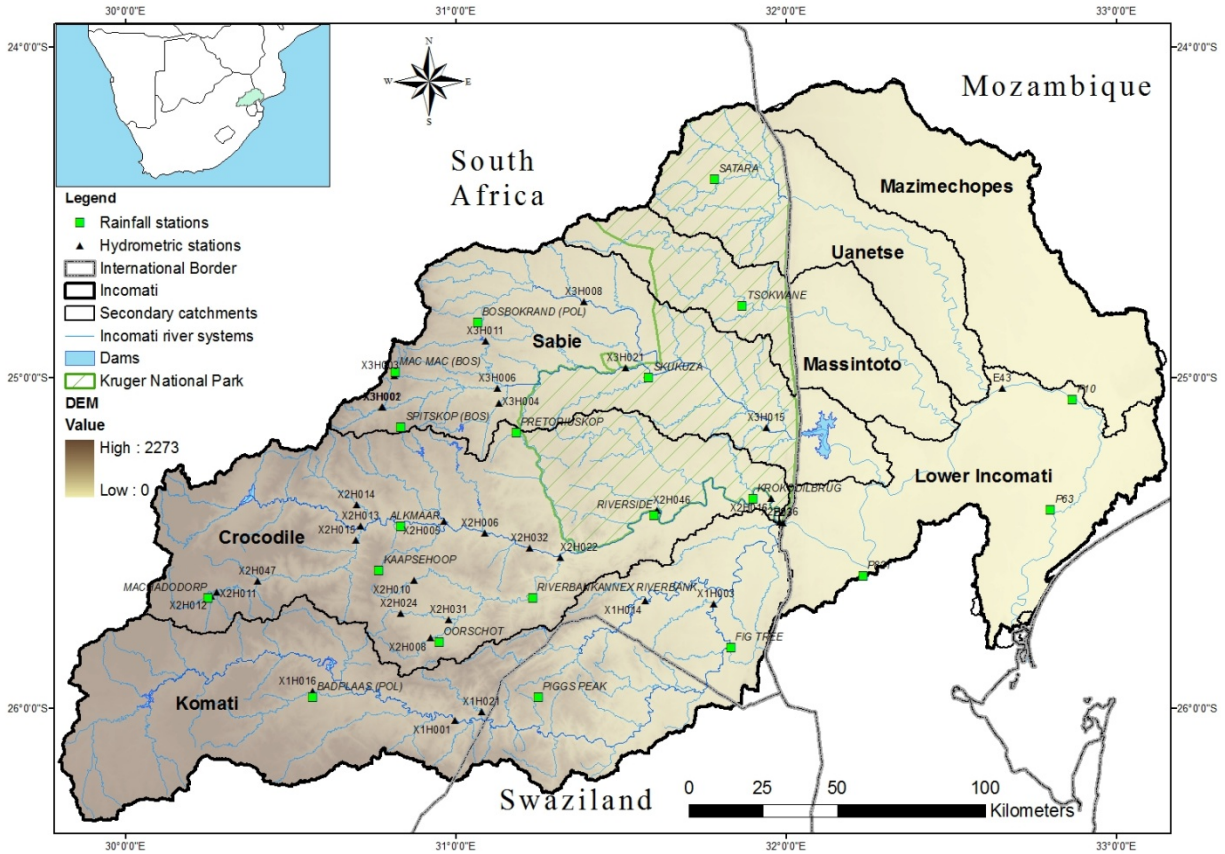 30°0'0"E
31°0'0"E
32°0'0"E
33°0'0"E
24°0'0"S
24°0'0"S
N
W
E
S
Mozambique
South
Africa
SATARA
Mazimechopes
Legend
Rainfall stations
Hydrometric stations
International Border
Incomati
Secondary catchments
Incomati river systems
Dams
Kruger National Park
DEM
Value
High : 2273
Low : 0
Uanetse
X3H008
TSOKWANE
BOSBOKRAND (POL)
X3H011
Sabie
Massintoto
X3H021
SKUKUZA
MAC MAC (BOS)
X3H003
25°0'0"S
25°0'0"S
E43
P10
X3H006
X3H004
SPITSKOP (BOS)
PRETORIUSKOP
X3H015
Lower Incomati
X2H014
X2H013
X2H015
ALKMAAR
X2H005
X2H006
X2H032
X2H022
RIVERSIDE
X2H046
KROKODILBRUG
X2H016
P63
Crocodile
KAAPSEHOOP
X2H010
X2H024
X2H031
X2H008
OORSCHOT
X2H047
MACHADODORP
X2H011
X2H012
RIVERBANK
ANNEX RIVERBANK
X1H014
X1H003
FIG TREE
Komati
X1H016
BADPLAAS (POL)
X1H021
X1H001
PIGGS PEAK
26°0'0"S
26°0'0"S
Swaziland
0 25 50 100
Kilometers
30°0'0"E
31°0'0"E
32°0'0"E
33°0'0"E